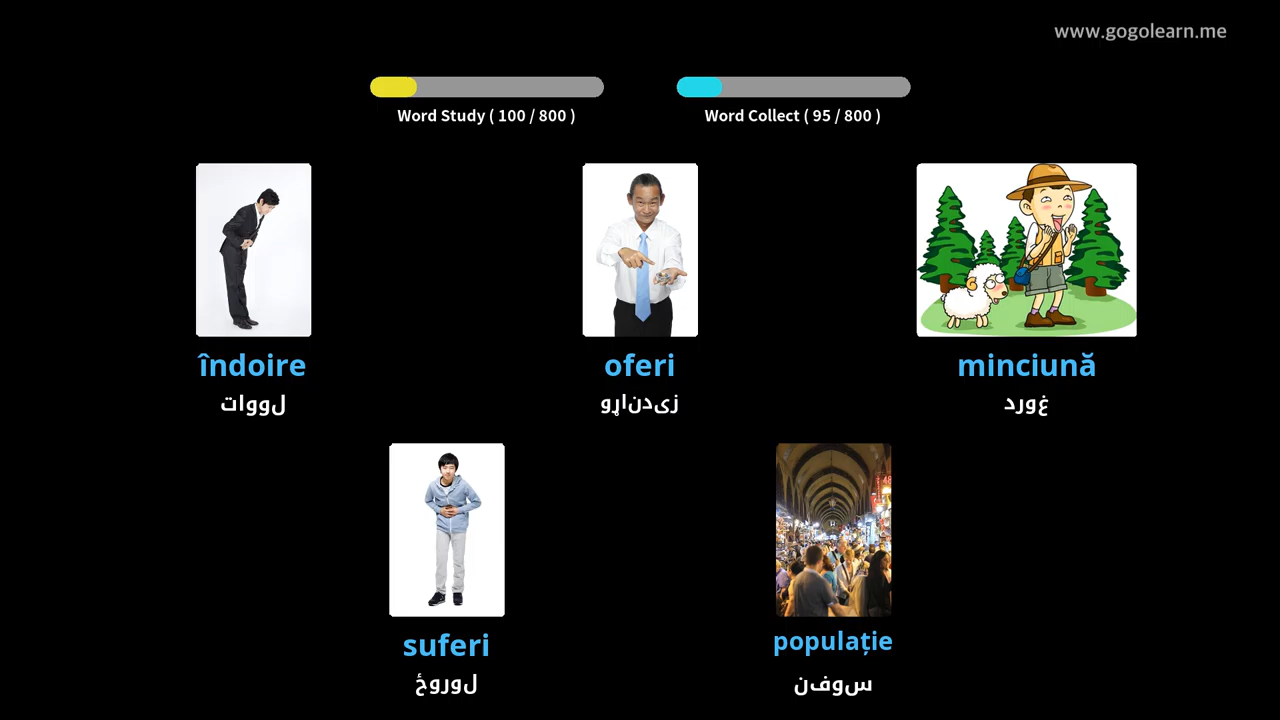 www.gogolearn.me
Word Study ( 100 / 800 )
Word Collect ( 95 / 800 )
îndoire
لووات
oferi
زیدناړو
minciună
غورد
suferi
لوروځ
populație
سوفن